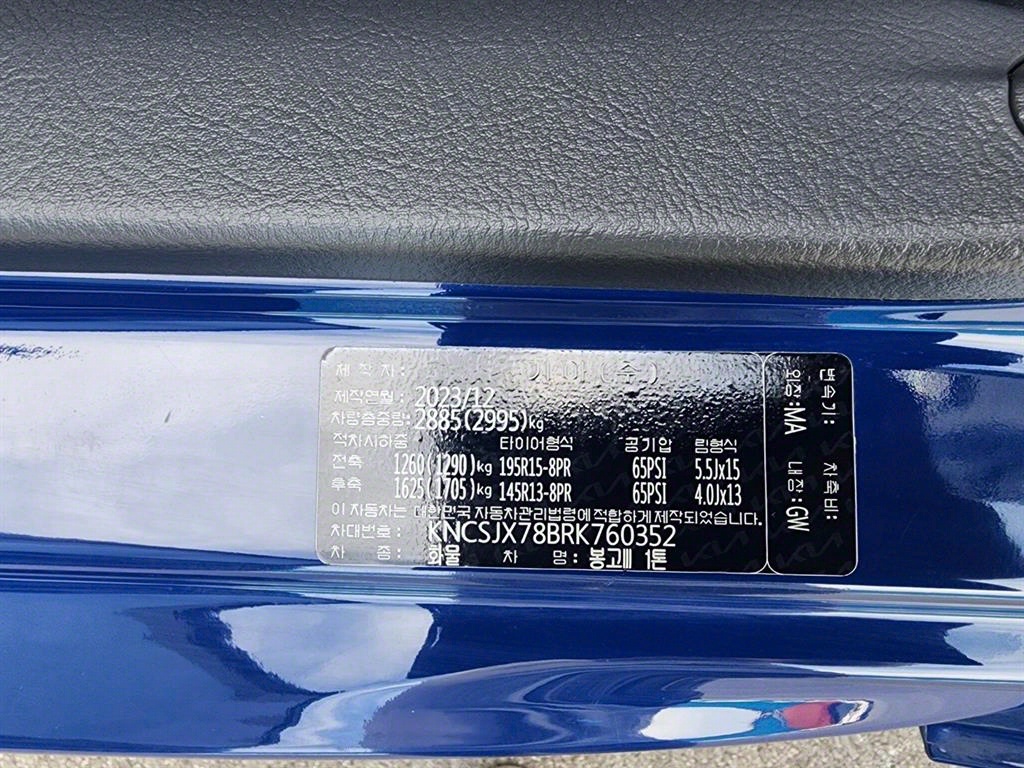 제 작 자: 기아(주)
제작연월: 2023/12
차량총중량: 2885(2995)kg
적차시하중 타이어형식 공기압 림형식
전축 1260(1290)kg 195R15-8PR 65PSI 5.5Jx15
후축 1625(1705)kg 145R13-8PR 65PSI 4.0Jx13
이 자동차는 대한민국 자동차관리법령에 적합하게 제작되었습니다.
차대번호: KNCSJX78BRK760352
차 종: 화물 차 명: 봉고Ⅲ 1톤
변속기: 차축비:
외장:MA 내장:GW